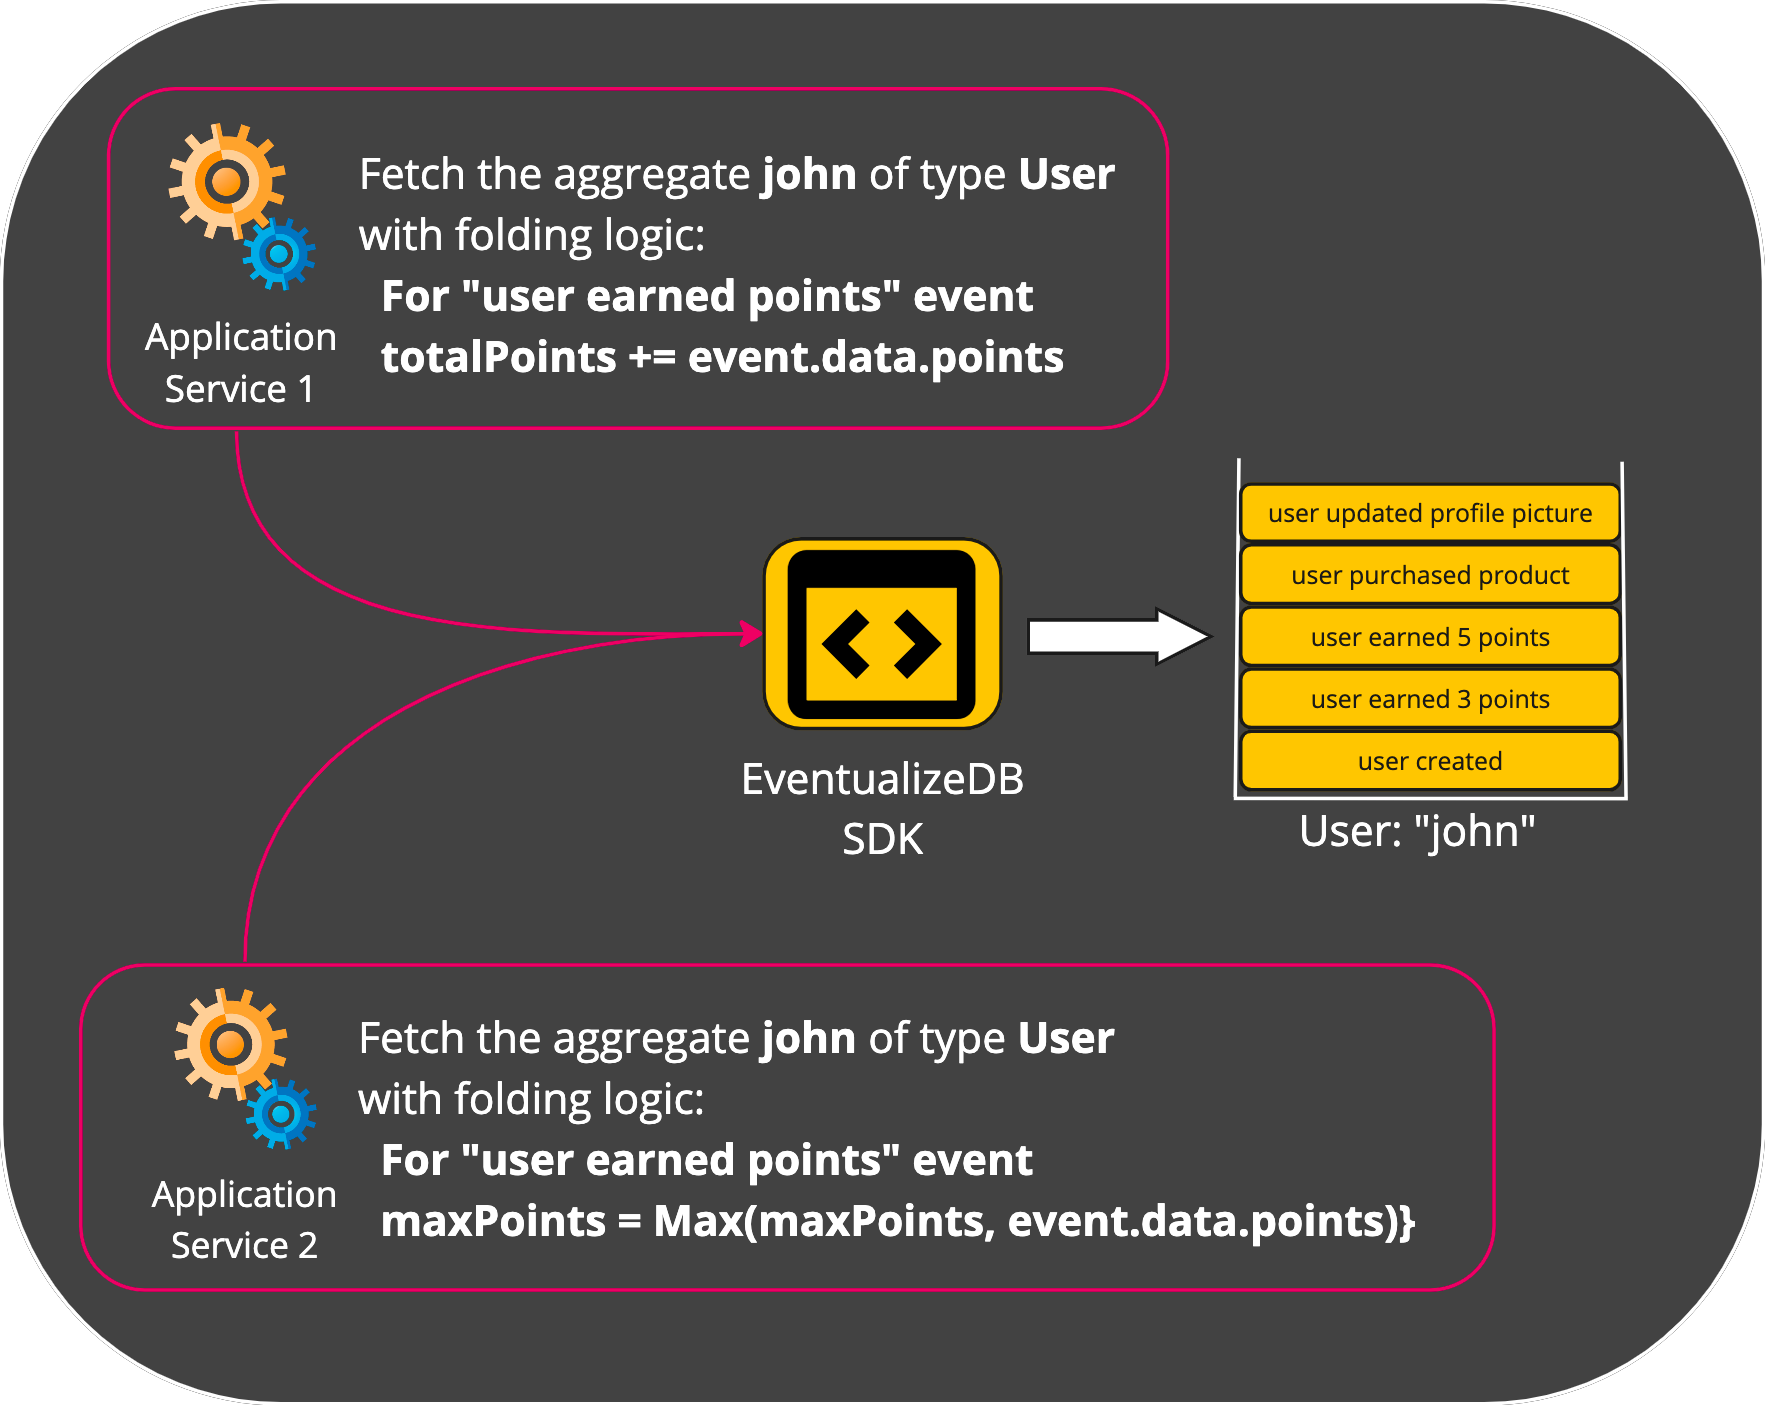 Fetch the aggregate john of type User
with folding logic:
For "user earned points" event
totalPoints += event.data.points
Application
Service 1
user updated profile picture
user purchased product
user earned 5 points
user earned 3 points
user created
User: "john"
EventualizeDB
SDK
Fetch the aggregate john of type User
with folding logic:
For "user earned points" event
maxPoints = Max(maxPoints, event.data.points)}
Application
Service 2